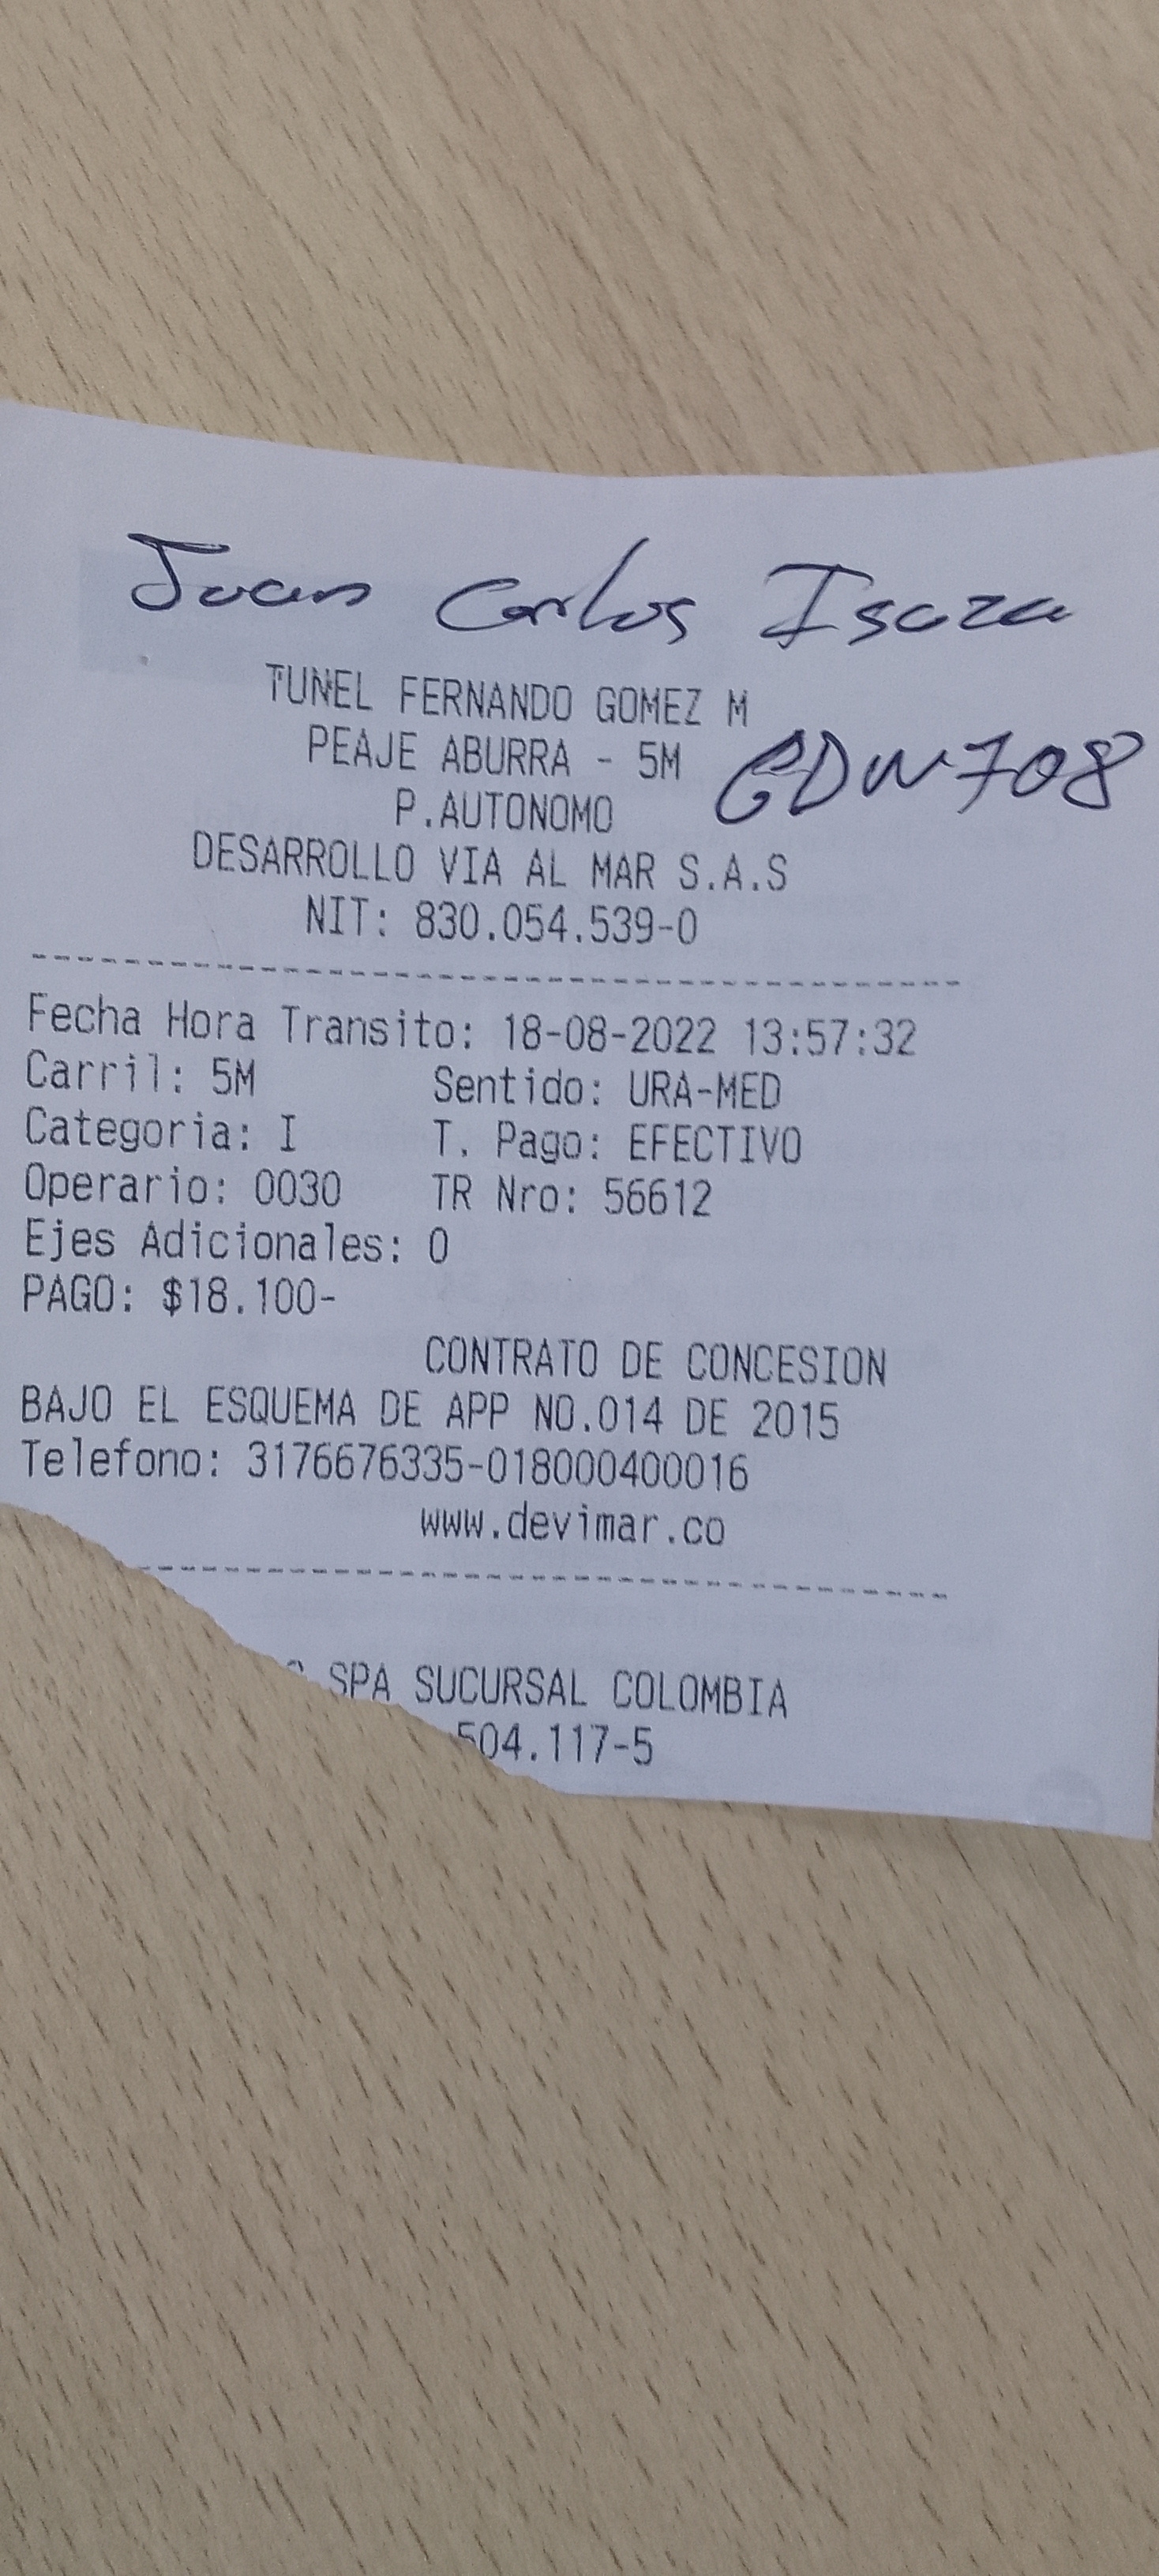 Juan Carlos Isaza
TUNEL FERNANDO GOMEZ M
PEAJE ABURRA - 5M
P.AUTONOMO
DESARROLLO VIA AL MAR S.A.S
NIT: 830.054.539-0
Fecha Hora Transito: 18-08-2022 13:57:32
Carril: 5M Sentido: URA-MED
Categoria: I T. Pago: EFECTIVO
Operario: 0030 TR Nro: 56612
Ejes Adicionales: 0
PAGO: $18.100-
CONTRATO DE CONCESION
BAJO EL ESQUEMA DE APP NO.014 DE 2015
Telefono: 3176676335-018000400016
www.devimar.co
SPA SUCURSAL COLOMBIA
504.117-5